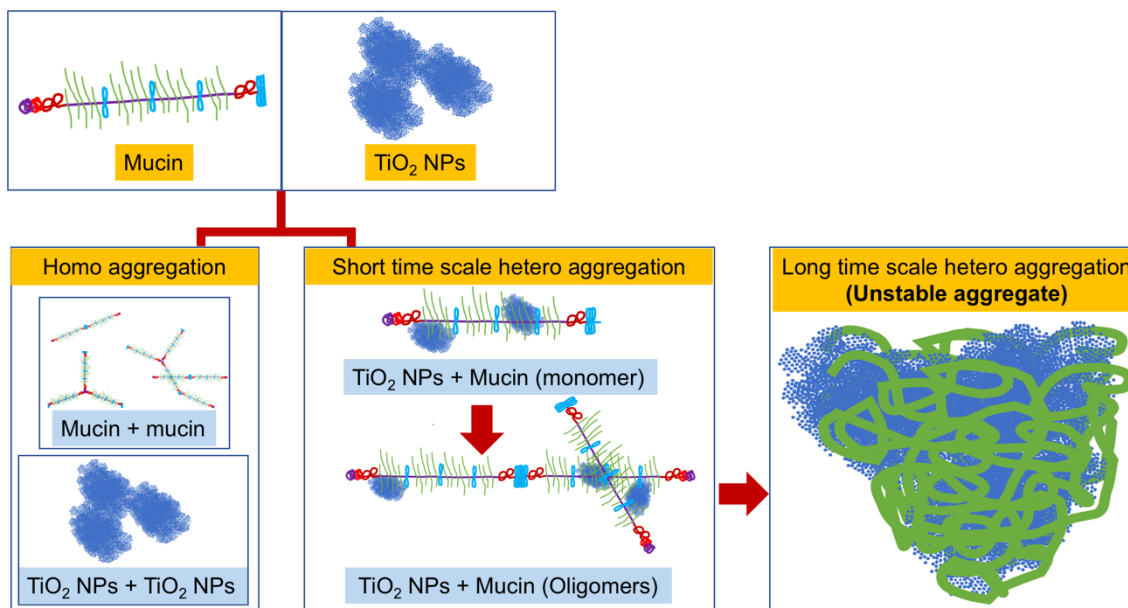 Mucin
TiO₂ NPs
Homo aggregation
Mucin + mucin
TiO₂ NPs + TiO₂ NPs
Short time scale hetero aggregation
TiO₂ NPs + Mucin (monomer)
TiO₂ NPs + Mucin (Oligomers)
Long time scale hetero aggregation
(Unstable aggregate)